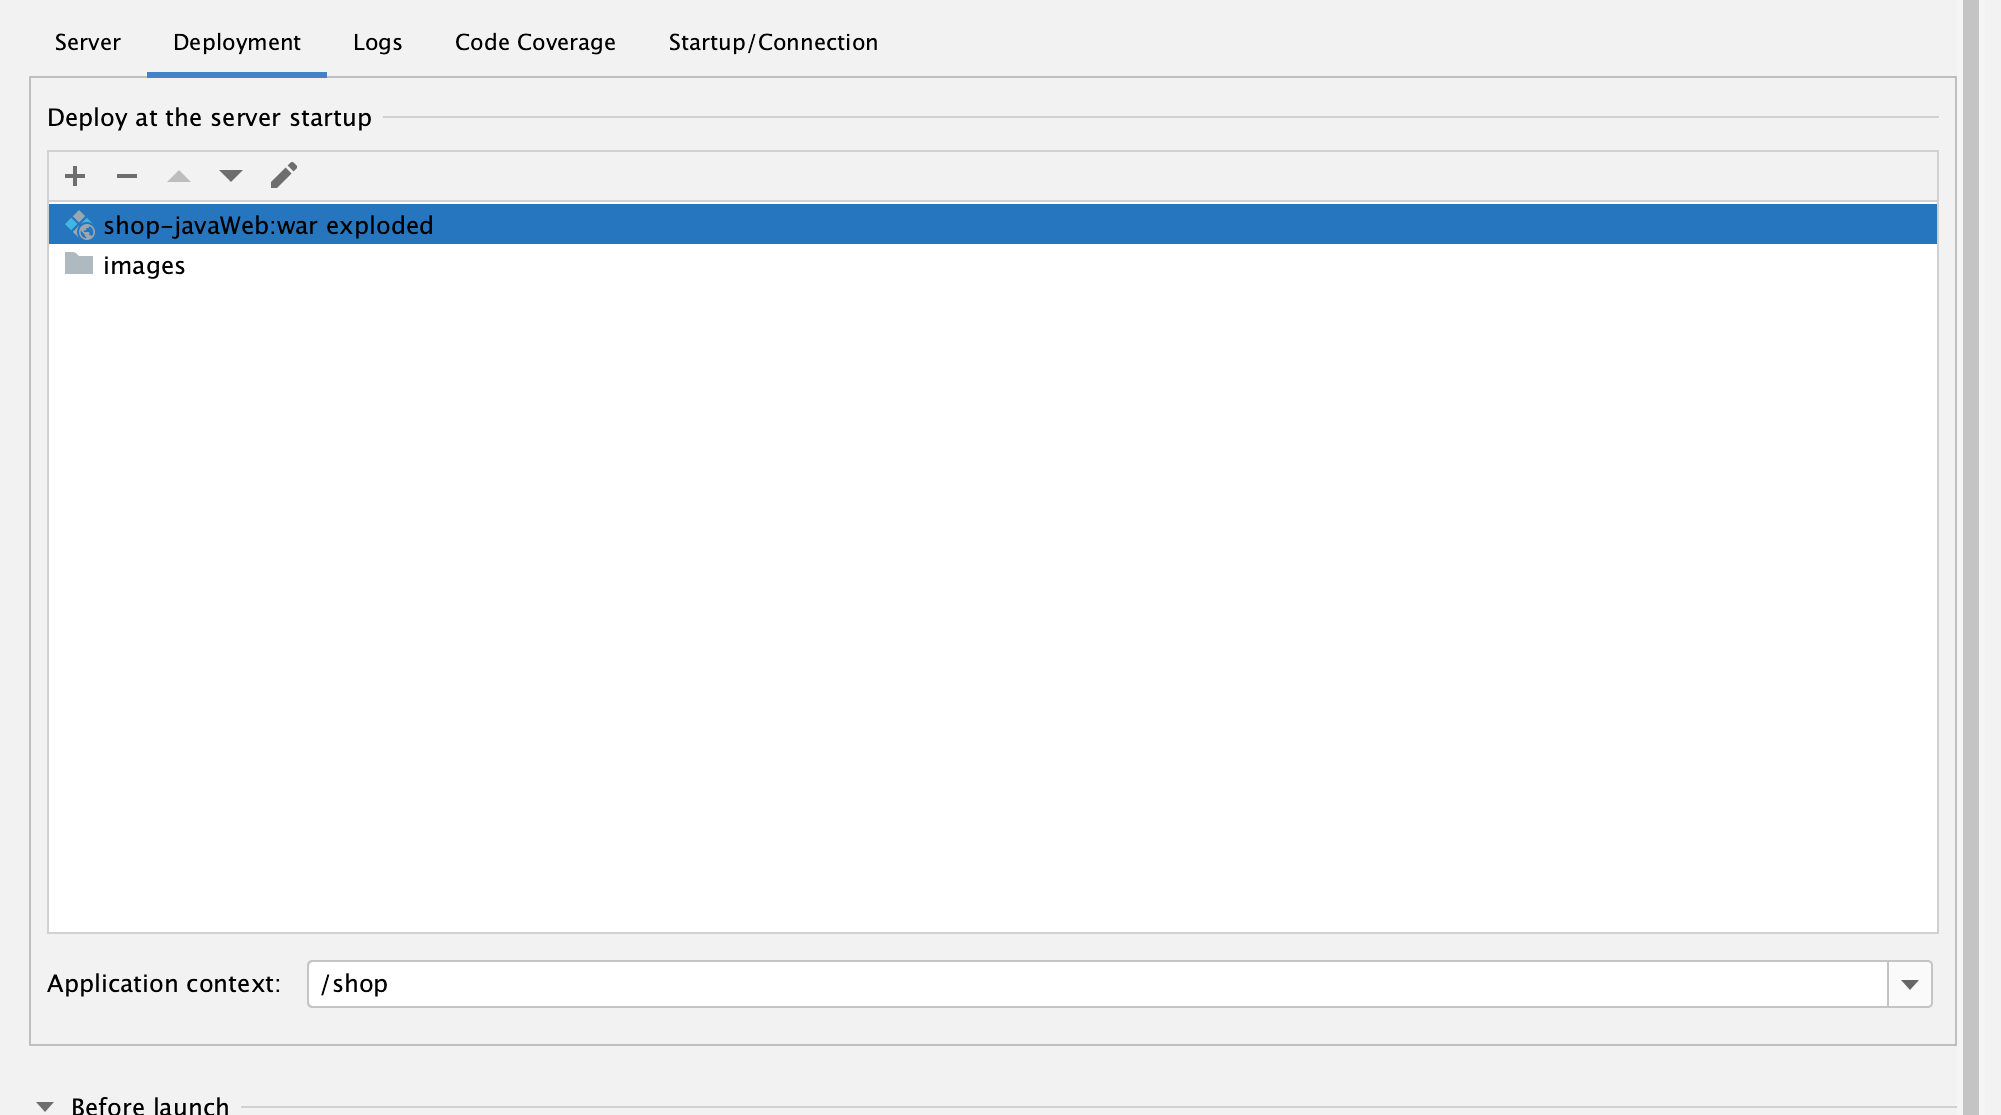 Server Deployment Logs Code Coverage Startup/Connection
Deploy at the server startup
shop-javaWeb:war exploded
images
Application context: /shop
Before launch